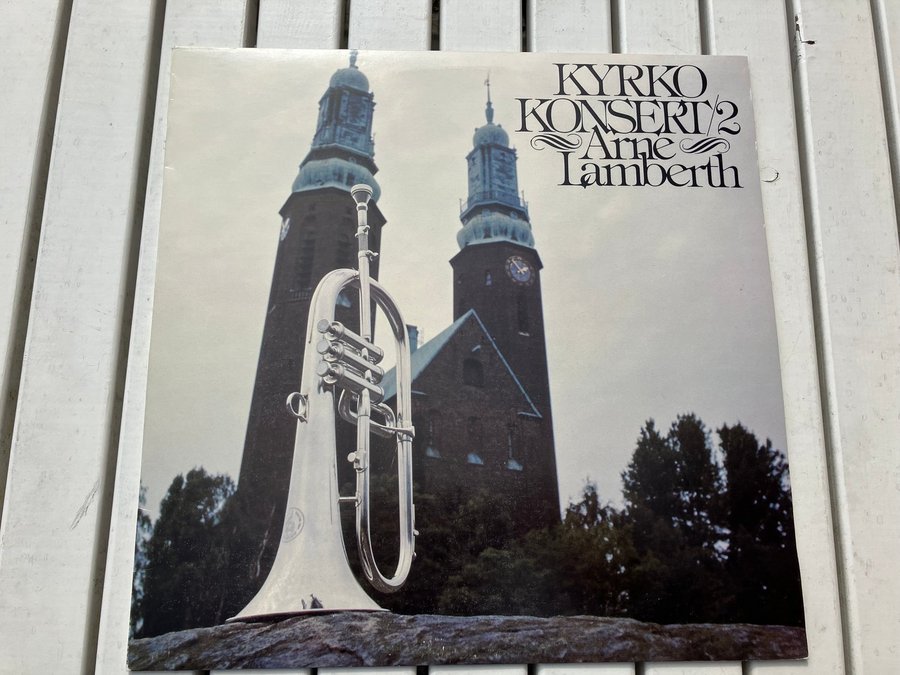 KYRKO
KONSERT/2
Arne
Lamberth